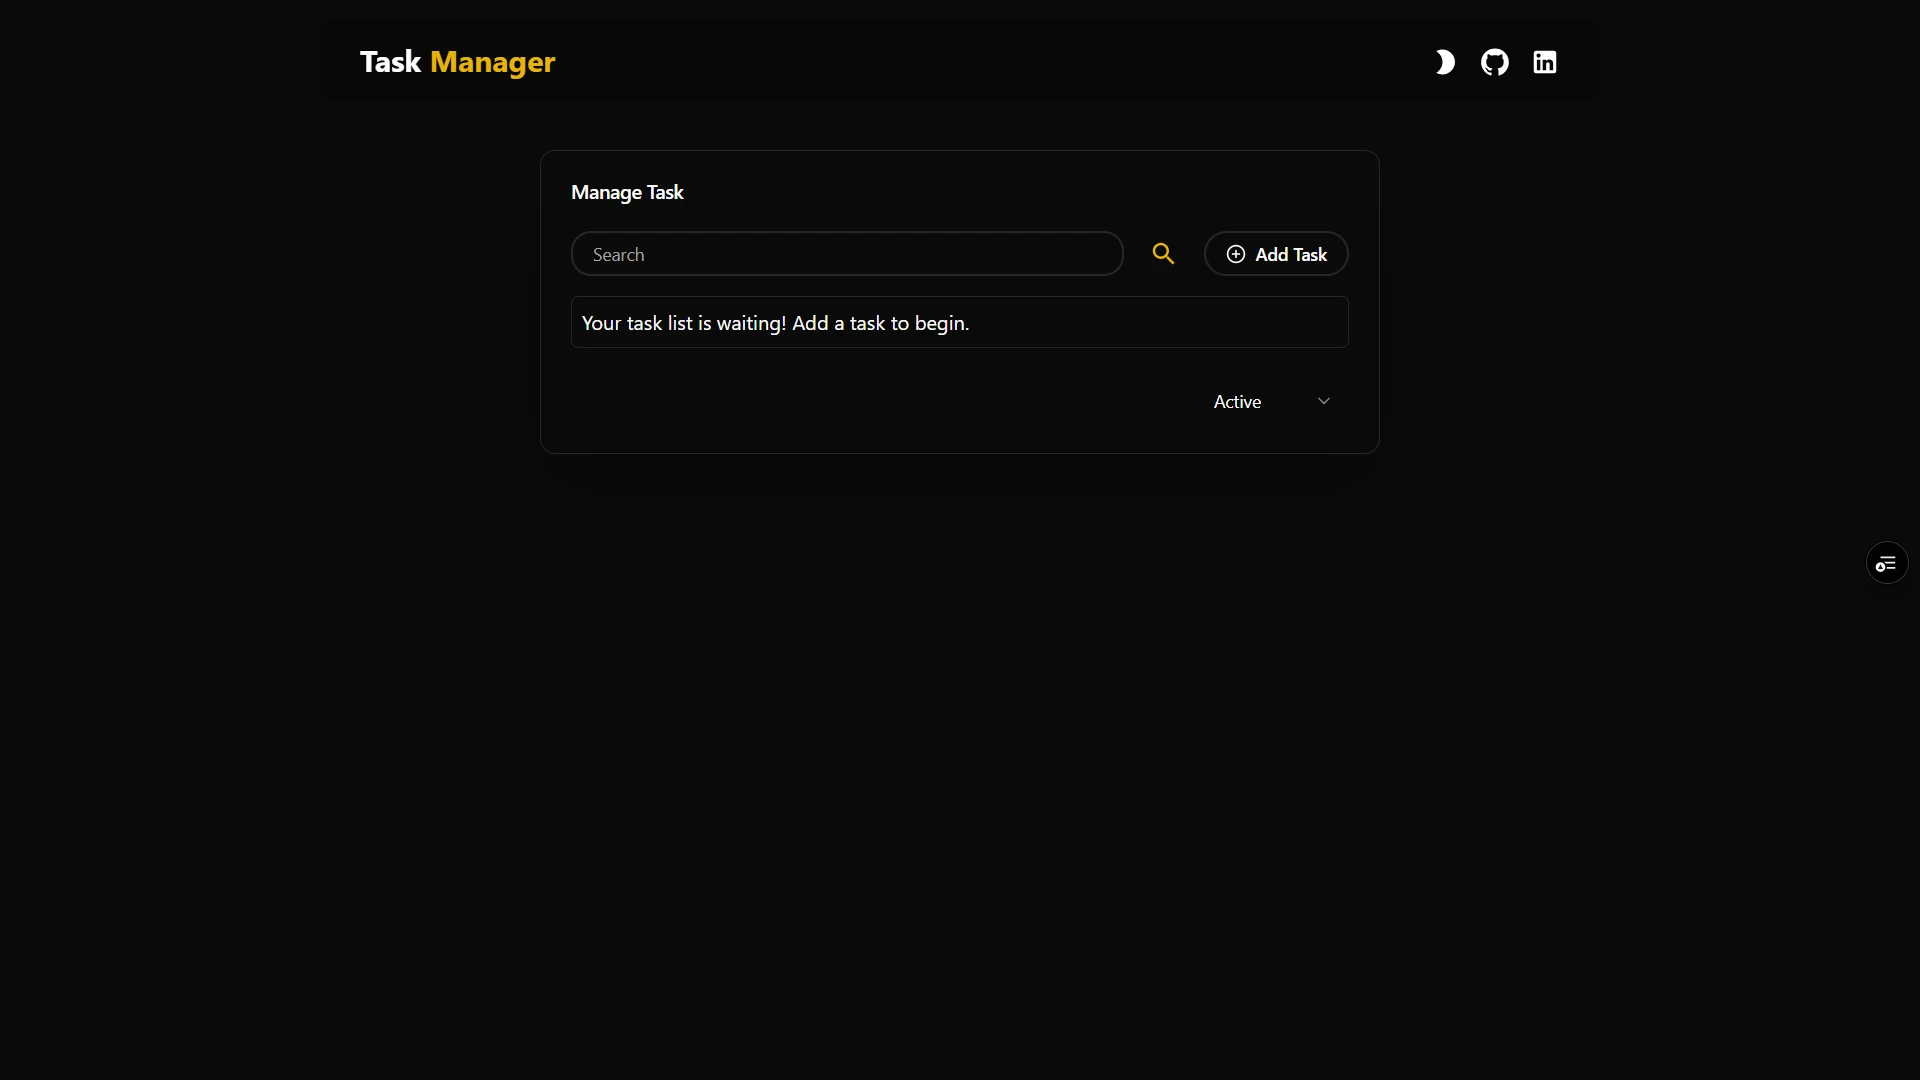 Task Manager
Manage Task
Search
Add Task
Your task list is waiting! Add a task to begin.
Active